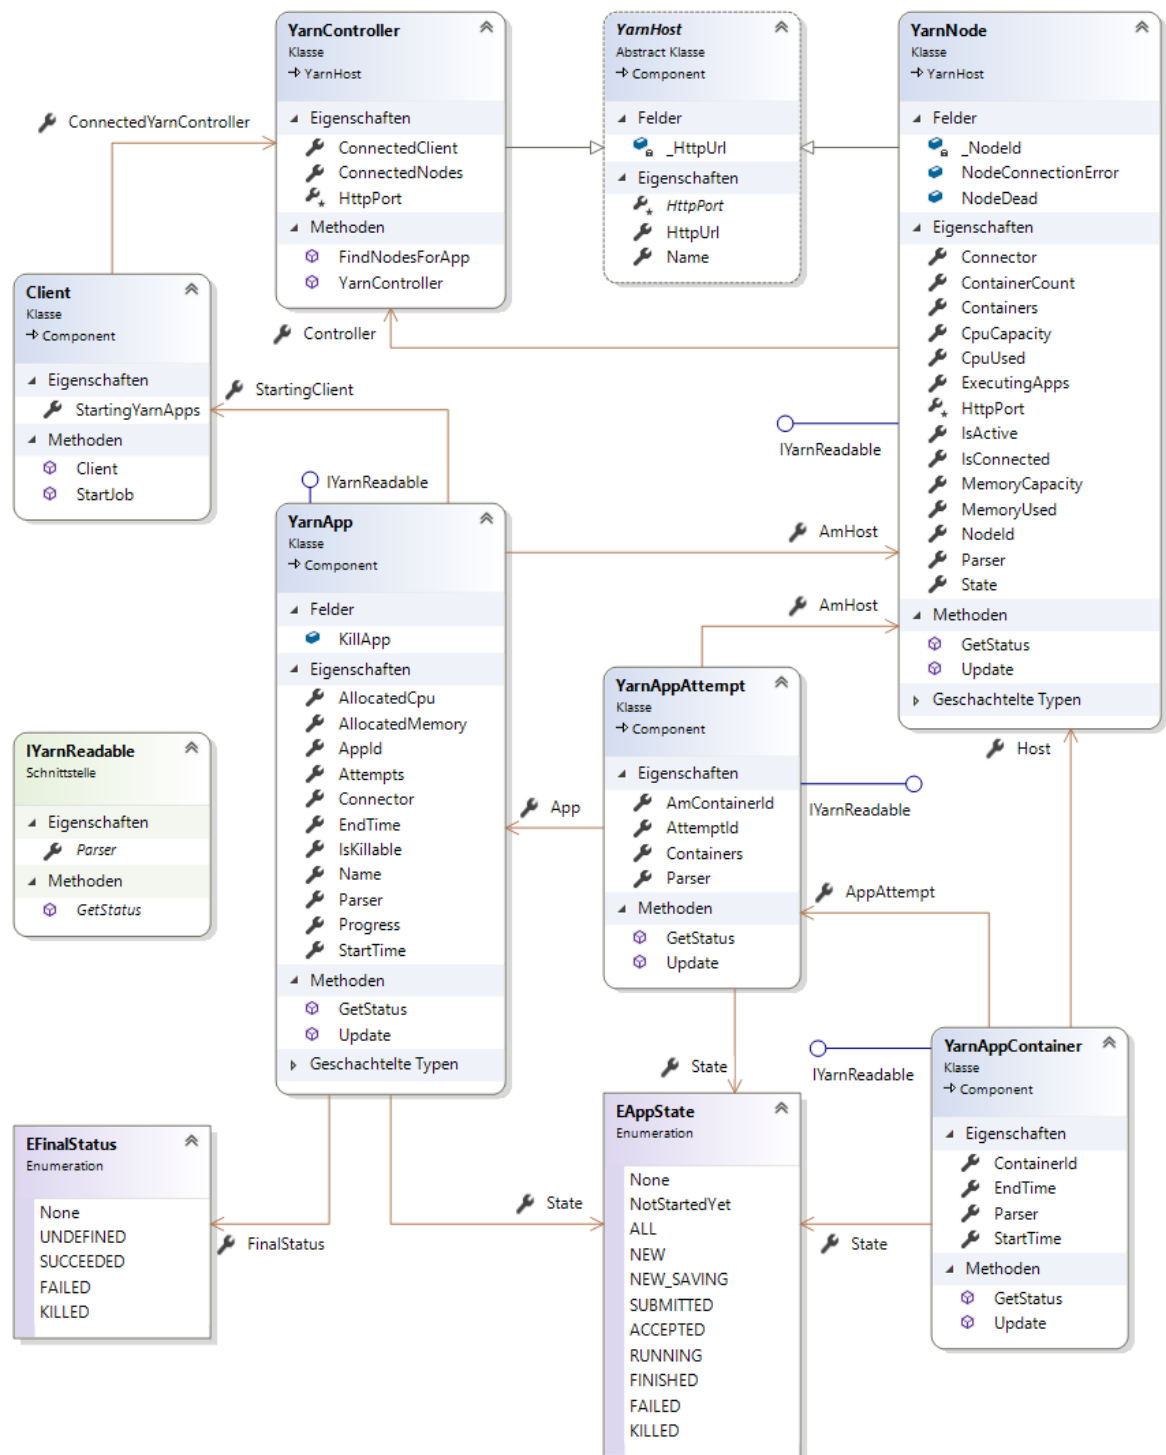 YarnController
Klasse
YarnHost
Eigenschaften
ConnectedClient
ConnectedNodes
HttpPort
Methoden
FindNodesForApp
YarnController
YarnHost
Abstract Klasse
Component
Felder
_HttpUrl
Eigenschaften
HttpPort
HttpUrl
Name
YarnNode
Klasse
YarnHost
Felder
_NodeId
NodeConnectionError
NodeDead
Eigenschaften
Connector
ContainerCount
Containers
CpuCapacity
CpuUsed
ExecutingApps
HttpPort
IsActive
IsConnected
MemoryCapacity
MemoryUsed
NodeId
Parser
State
Methoden
GetStatus
Update
Geschachtelte Typen
ConnectedYarnController
Controller
Client
Klasse
Component
Eigenschaften
StartingYarnApps
Methoden
Client
StartJob
StartingClient
IYarnReadable
IYarnReadable
YarnApp
Klasse
Component
Felder
KillApp
Eigenschaften
AllocatedCpu
AllocatedMemory
AppId
Attempts
Connector
EndTime
IsKillable
Name
Parser
Progress
StartTime
Methoden
GetStatus
Update
Geschachtelte Typen
AmHost
AmHost
YarnAppAttempt
Klasse
Component
Eigenschaften
AmContainerId
AttemptId
Containers
Parser
Methoden
GetStatus
Update
IYarnReadable
Schnittstelle
Eigenschaften
Parser
Methoden
GetStatus
App
IYarnReadable
Host
AppAttempt
State
IYarnReadable
YarnAppContainer
Klasse
Component
Eigenschaften
ContainerId
EndTime
Parser
StartTime
Methoden
GetStatus
Update
EFinalStatus
Enumeration
None
UNDEFINED
SUCCEEDED
FAILED
KILLED
FinalStatus
State
EAppState
Enumeration
None
NotStartedYet
ALL
NEW
NEW_SAVING
SUBMITTED
ACCEPTED
RUNNING
FINISHED
FAILED
KILLED
State